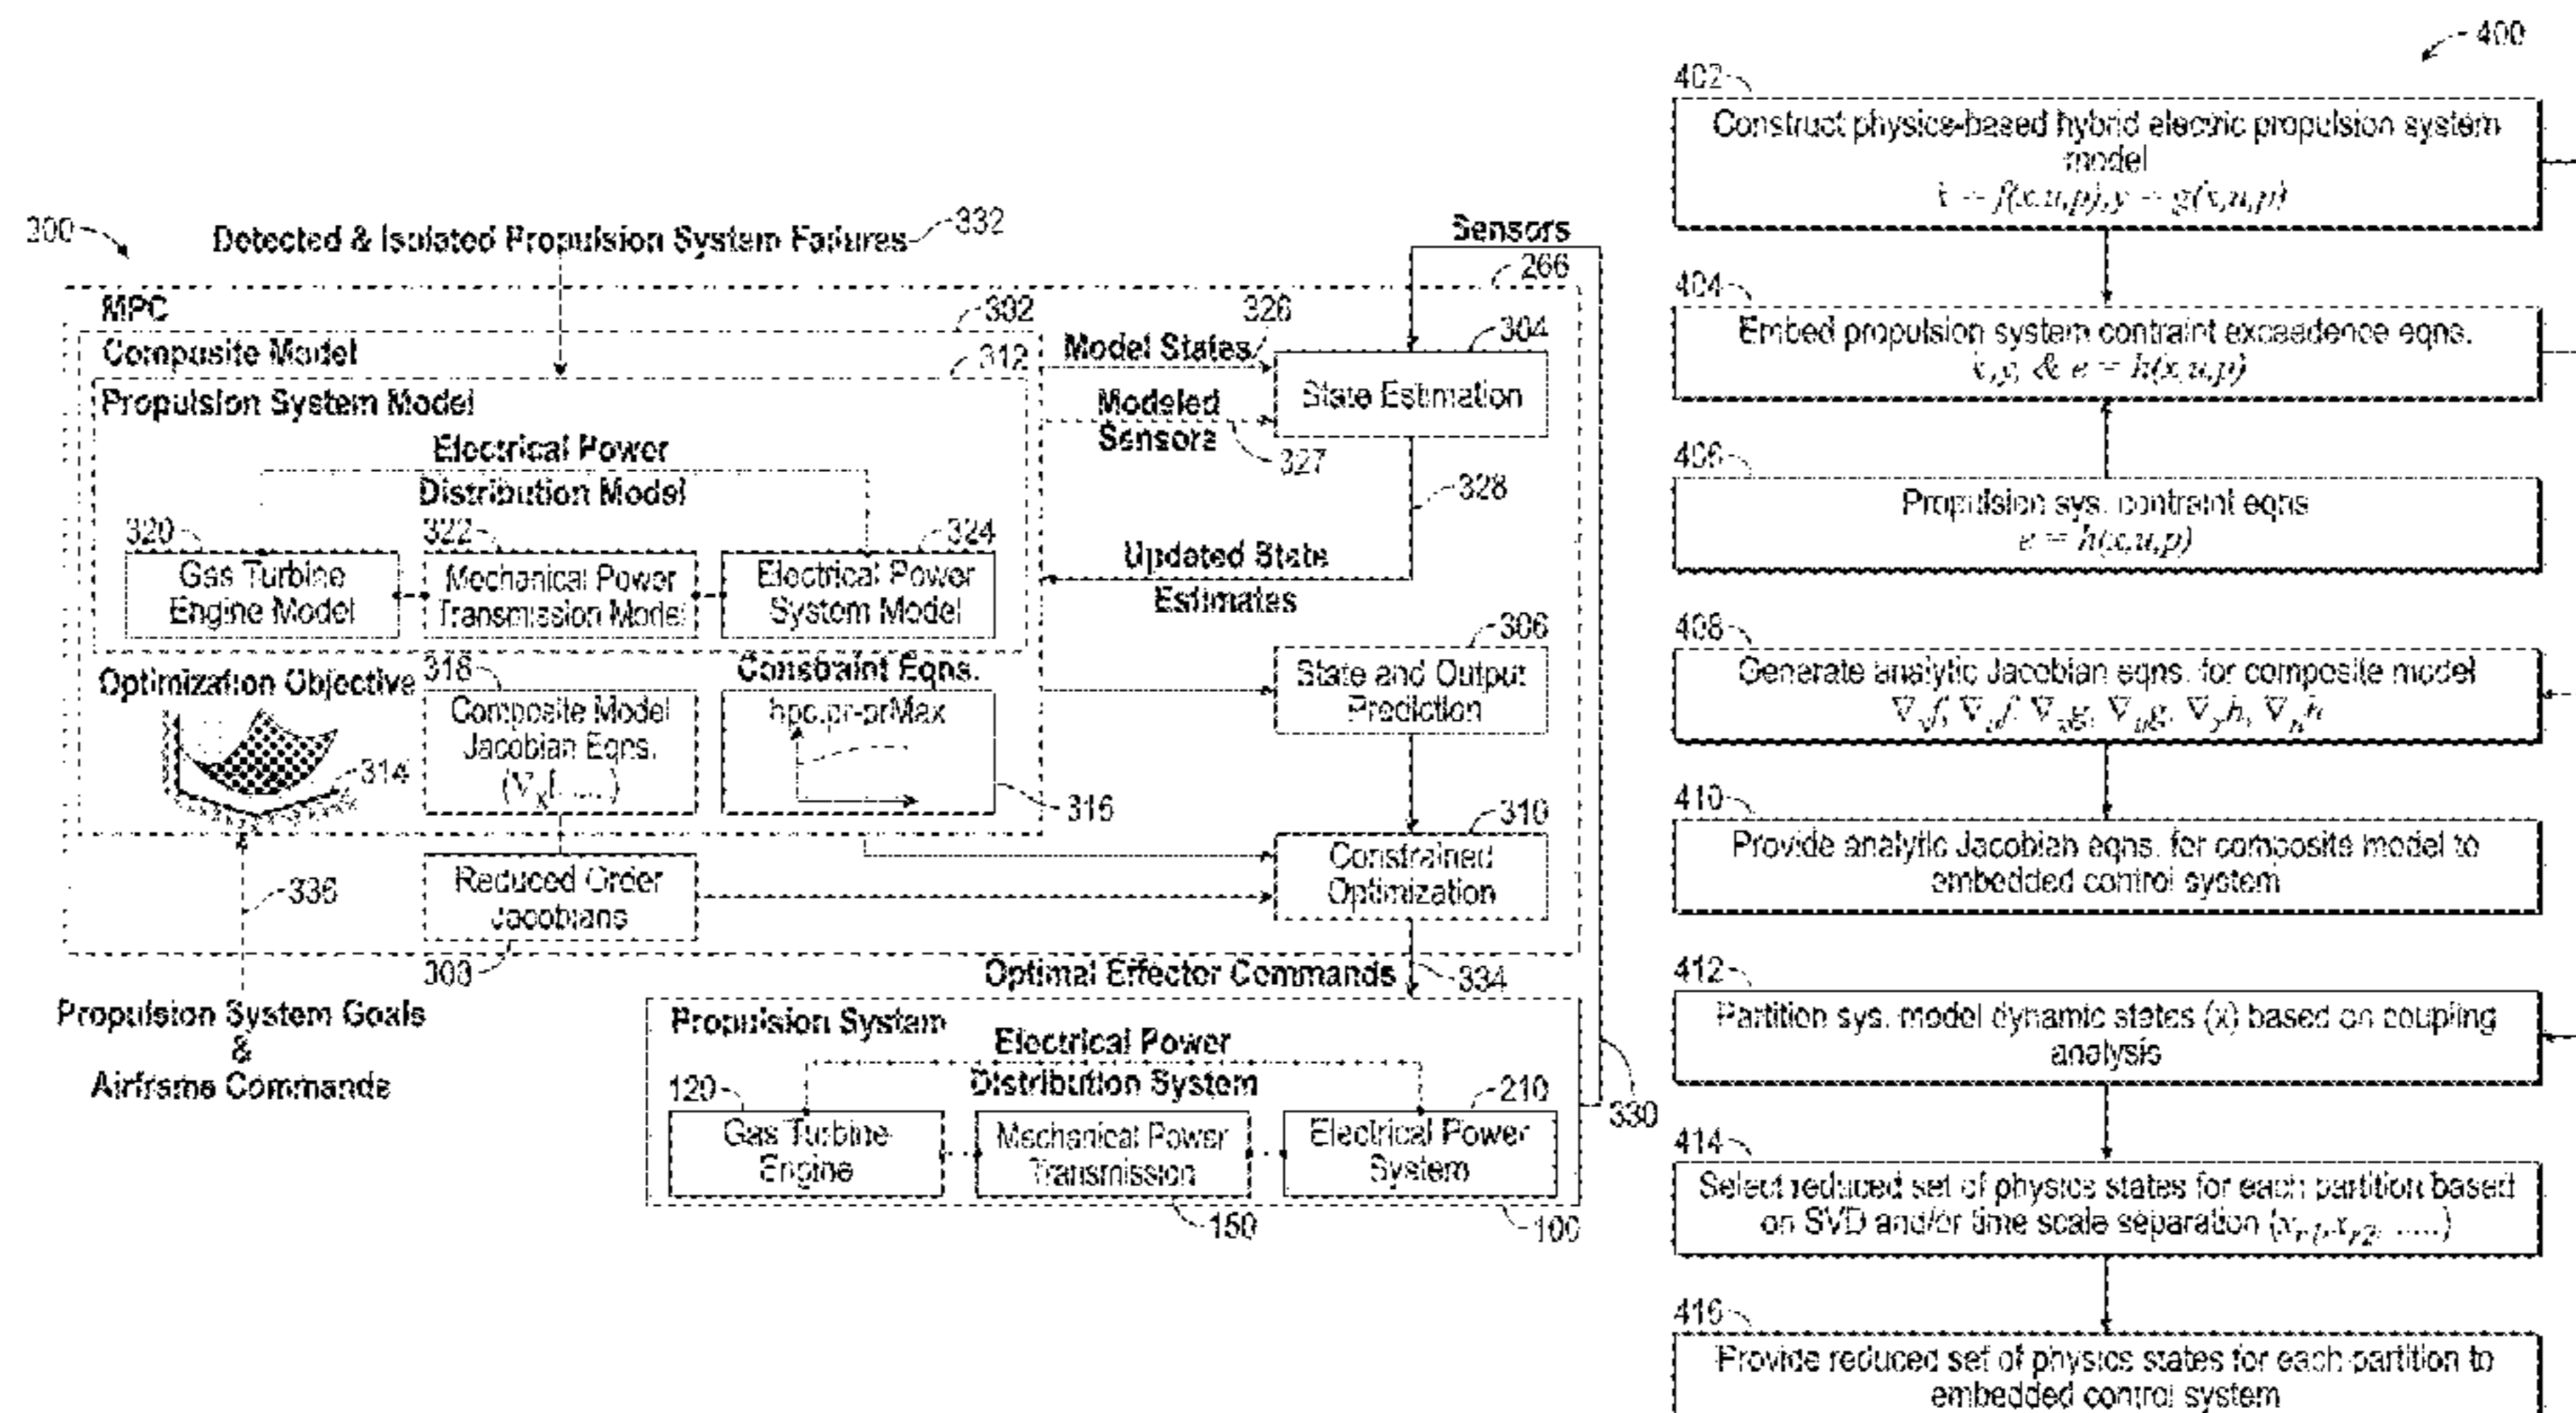 300
Detected & Isolated Propulsion System Failures
332
Sensors
266
MPC
302
Composite Model
312
Propulsion System Model
Electrical Power
Distribution Model
320
Gas Turbine
Engine Model
322
Mechanical Power
Transmission Model
324
Electrical Power
System Model
Model States
326
Modeled
Sensors
327
304
State Estimation
328
Updated State
Estimates
Optimization Objective
314
318
Composite Model
Jacobian Eqns.
Constraint Eqns.
hpc.pr-prMax
316
306
State and Output
Prediction
310
Constrained
Optimization
336
Reduced Order
Jacobians
308
Propulsion System Goals
&
Airframe Commands
Optimal Effector Commands
334
Propulsion System
Electrical Power
Distribution System
120
Gas Turbine
Engine
Mechanical Power
Transmission
150
210
Electrical Power
System
100
330
400
402
Construct physics-based hybrid electric propulsion system
model
ẋ = f(x,u,p), y = g(x,u,p)
404
Embed propulsion system contraint exceedence eqns.
ẋ, y, & e = h(x,u,p)
406
Propulsion sys. contraint eqns
e = h(x,u,p)
408
Generate analytic Jacobian eqns. for composite model
410
Provide analytic Jacobian eqns. for composite model to
embedded control system
412
Partition sys. model dynamic states (x) based on coupling
analysis
414
Select reduced set of physics states for each partition based
on SVD and/or time scale separation (xr1, xr2, .....)
416
Provide reduced set of physics states for each partition to
embedded control system